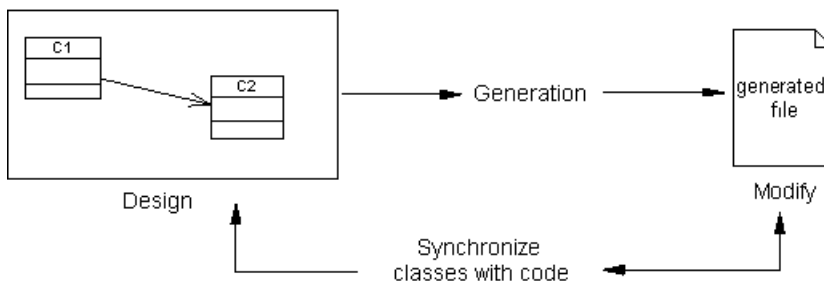 C1
C2
Generation
generated
file
Design
Modify
Synchronize
classes with code